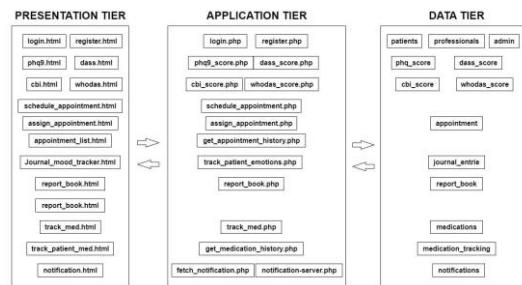 PRESENTATION TIER
login.html register.html
phq9.html dass.html
cbi.html whodas.html
schedule_appointment.html
assign_appointment.html
appointment_list.html
Journal_mood_tracker.html
report_book.html
report_book.html
track_med.html
track_patient_med.html
notification.html
APPLICATION TIER
login.php register.php
phq9_score.php dass_score.php
cbi_score.php whodas_score.php
schedule_appointment.php
assign_appointment.php
get_appointment_history.php
track_patient_emotions.php
report_book.php
track_med.php
get_medication_history.php
fetch_notification.php notification-server.php
DATA TIER
patients professionals admin
phq_score dass_score
cbi_score whodas_score
appointment
journal_entrie
report_book
medications
medication_tracking
notifications